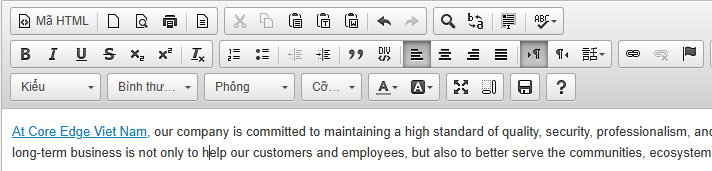 Mã HTML
Kiểu Bình thư... Phông Cỡ...
At Core Edge Viet Nam, our company is committed to maintaining a high standard of quality, security, professionalism, and
long-term business is not only to help our customers and employees, but also to better serve the communities, ecosystem